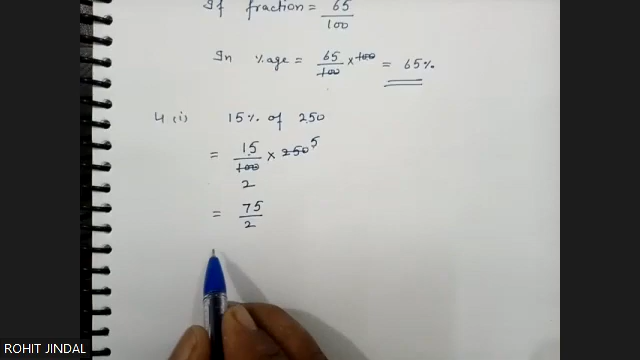 If fraction = 65/100
In %age = 65/100 × 100 = 65%.
4 (i) 15% of 250
= 15/100 × 250 5
2
= 75/2
ROHIT JINDAL